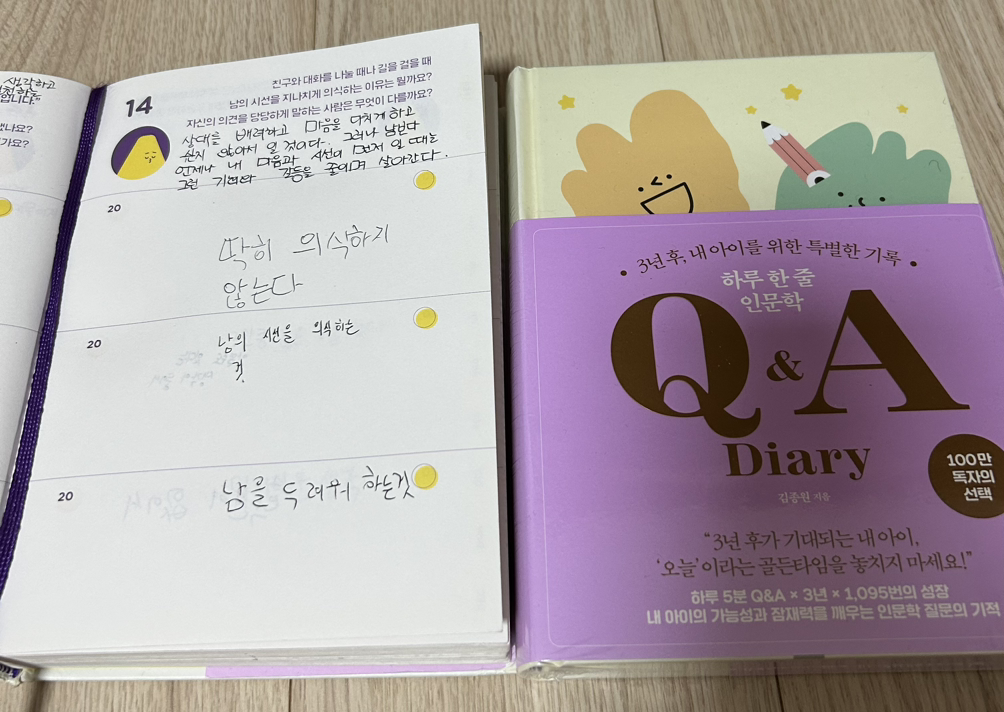 생각하고
입니다."
났나요?
가요?
14
친구와 대화를 나눌 때나 길을 걸을 때
남의 시선을 지나치게 의식하는 이유는 뭘까요?
자신의 의견을 당당하게 말하는 사람은 무엇이 다를까요?
상대를 배려하고 마음을 다치게 하고
싶지 않아서 일 것이다. 그러나 남보다
언제나 내 마음과 시선이 먼저 일 때는
그런 갈등을 줄이며 살아간다.
20
딱히 의식하기
않는다
20
남의 시선을 의식하는
것
20
남을 두려워 하는것
3년 후, 내 아이를 위한 특별한 기록
하루 한 줄
인문학
Q & A
Diary
김종원 지음
100만
독자의
선택
"3년 후가 기대되는 내 아이,
'오늘'이라는 골든타임을 놓치지 마세요!"
하루 5분 Q&A × 3년 × 1,095번의 성장
내 아이의 가능성과 잠재력을 깨우는 인문학 질문의 기적